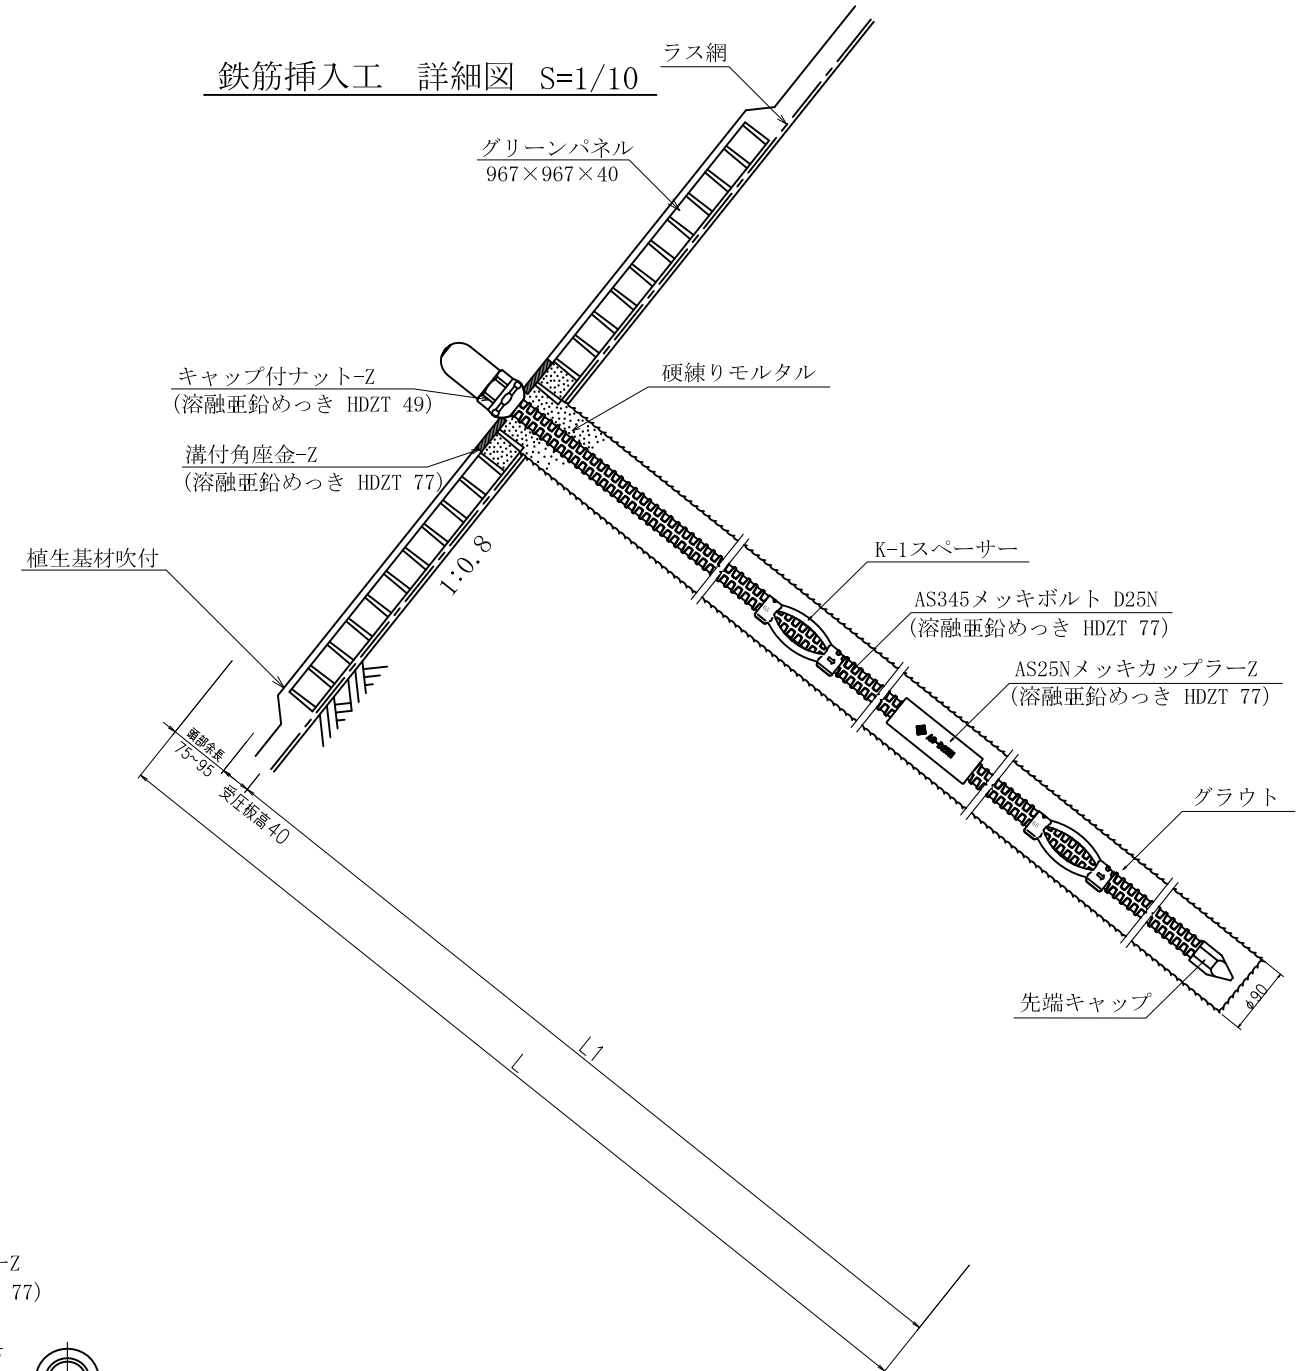 鉄筋挿入工　詳細図　S=1/10
ラス網
グリーンパネル
967×967×40
キャップ付ナット-Z
(溶融亜鉛めっき HDZT 49)
硬練りモルタル
溝付角座金-Z
(溶融亜鉛めっき HDZT 77)
植生基材吹付
1:0.8
K-1スペーサー
AS345メッキボルト D25N
(溶融亜鉛めっき HDZT 77)
AS25NメッキカップラーZ
(溶融亜鉛めっき HDZT 77)
グラウト
頭部余長
75~95
受圧板高40
先端キャップ
φ90
L1
L
-Z
77)